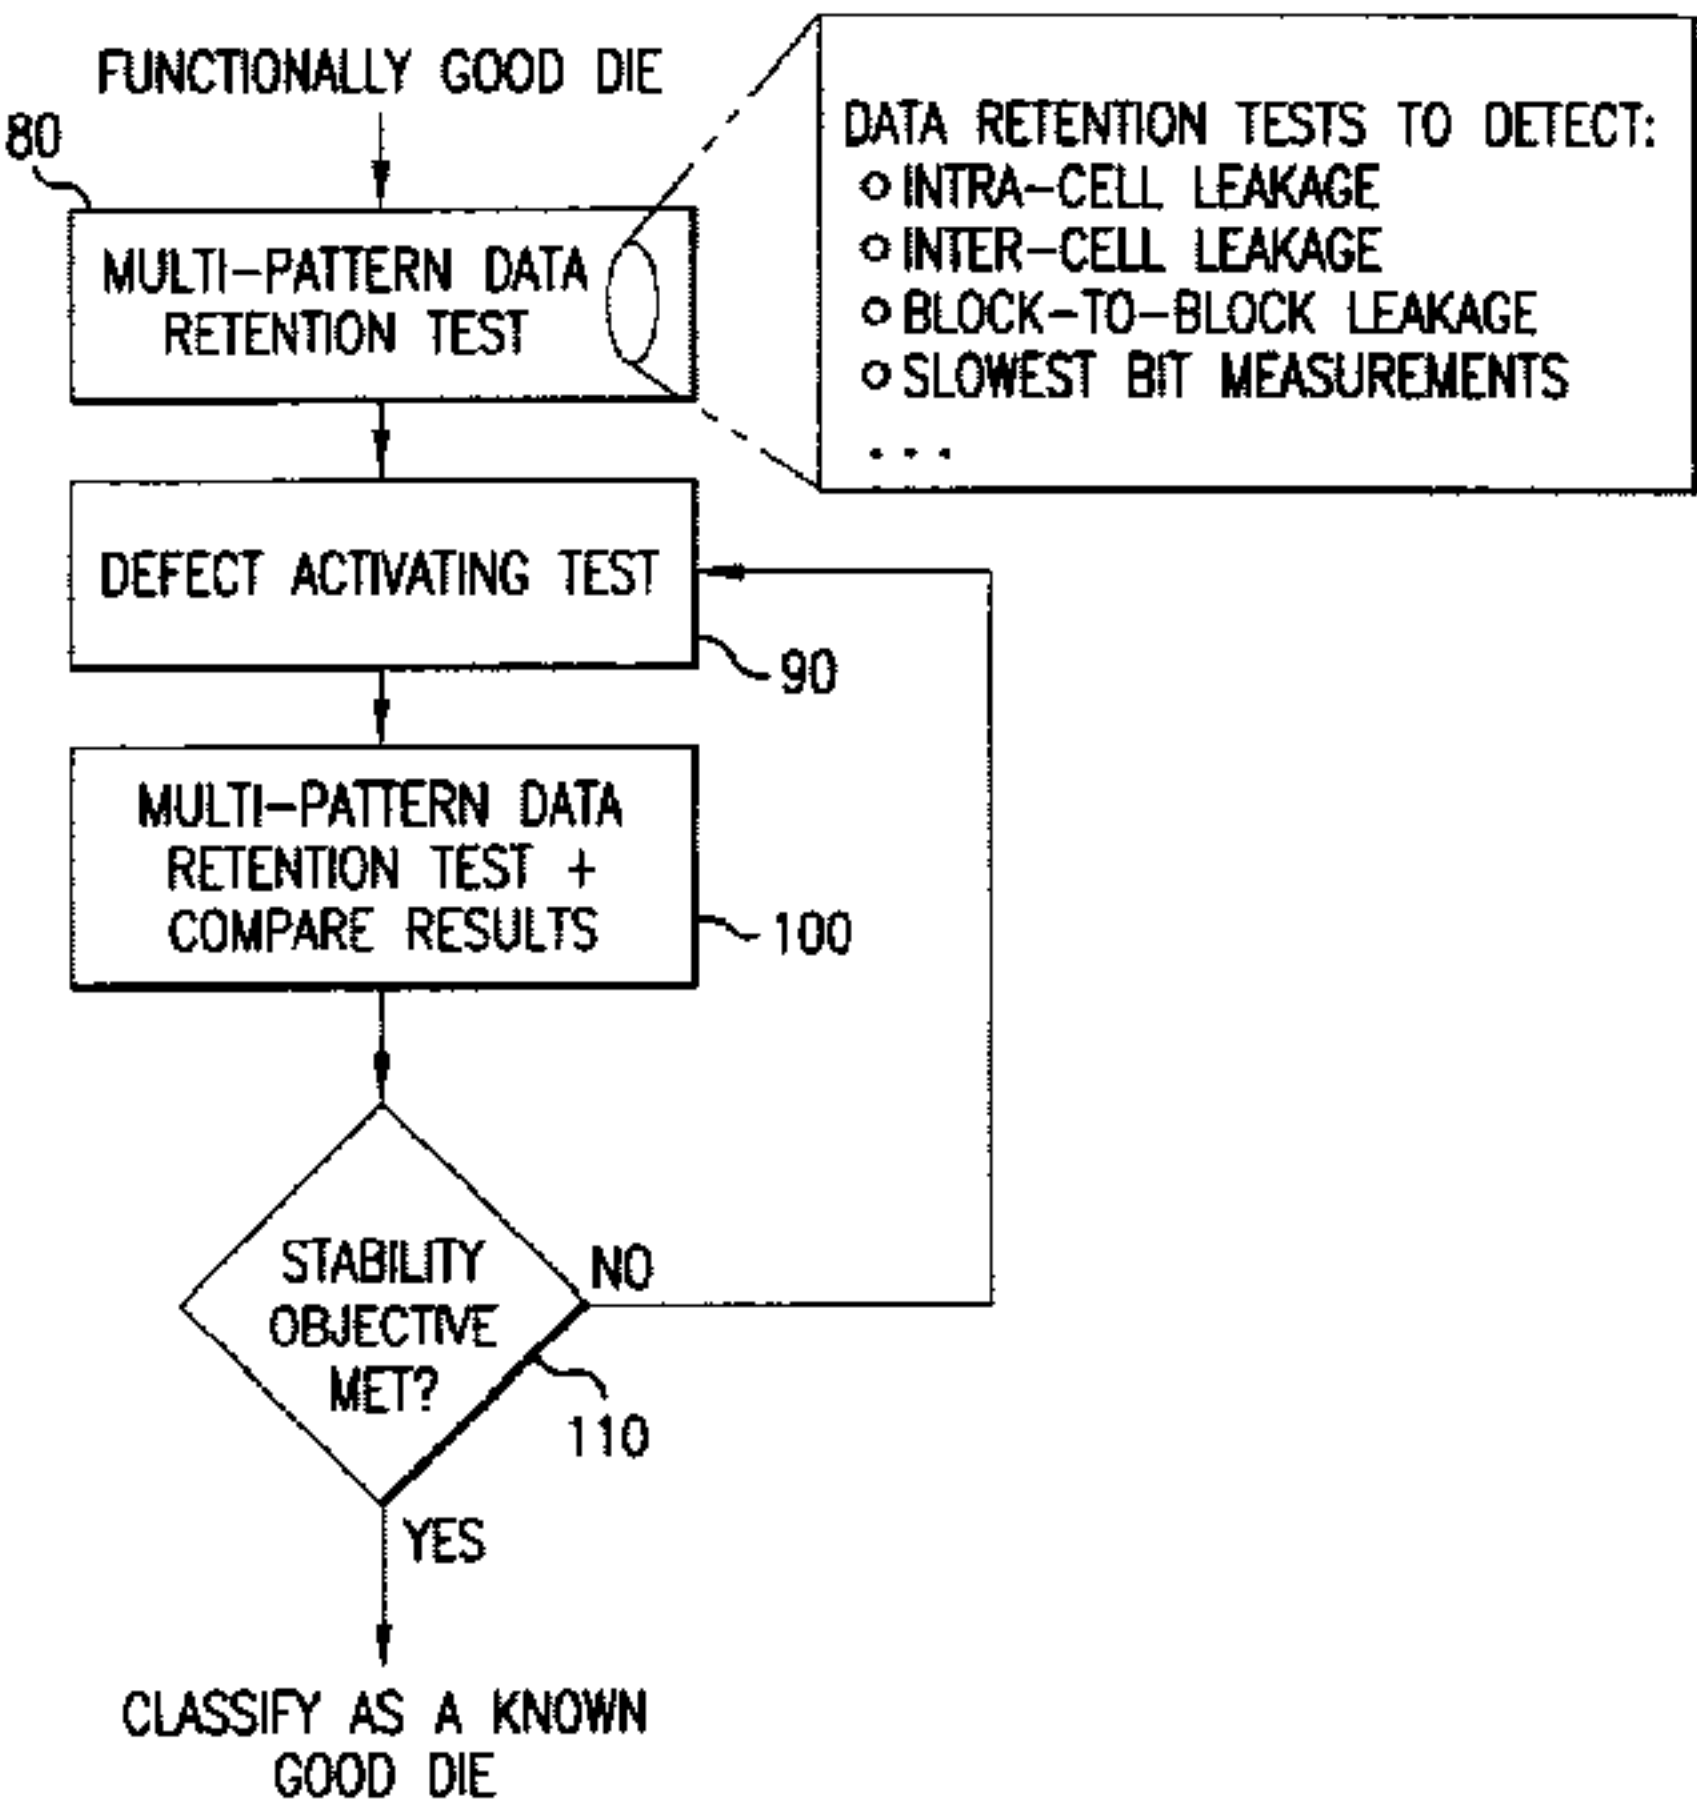 FUNCTIONALLY GOOD DIE
80
MULTI-PATTERN DATA
RETENTION TEST
DATA RETENTION TESTS TO DETECT:
○ INTRA-CELL LEAKAGE
○ INTER-CELL LEAKAGE
○ BLOCK-TO-BLOCK LEAKAGE
○ SLOWEST BIT MEASUREMENTS
...
DEFECT ACTIVATING TEST
90
MULTI-PATTERN DATA
RETENTION TEST +
COMPARE RESULTS
100
STABILITY
OBJECTIVE
MET?
NO
110
YES
CLASSIFY AS A KNOWN
GOOD DIE